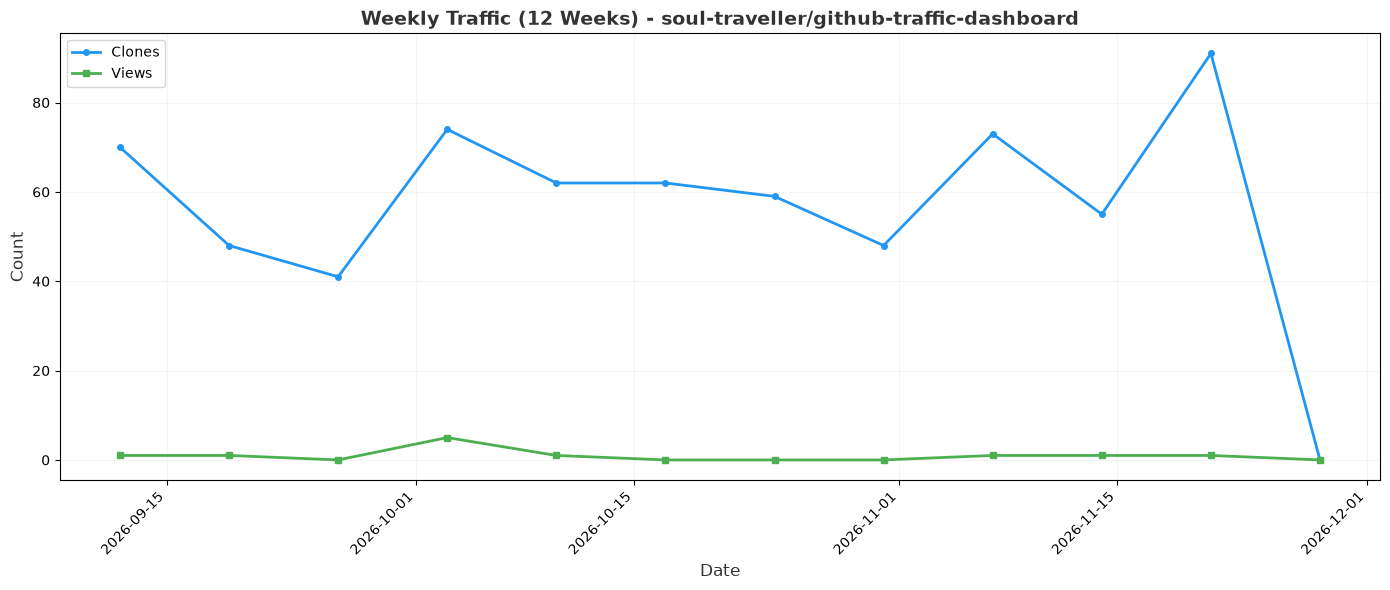 Weekly Traffic (12 Weeks) - soul-traveller/github-traffic-dashboard
Clones
Views
Count
80
60
40
20
0
2026-09-15
2026-10-01
2026-10-15
2026-11-01
2026-11-15
2026-12-01
Date